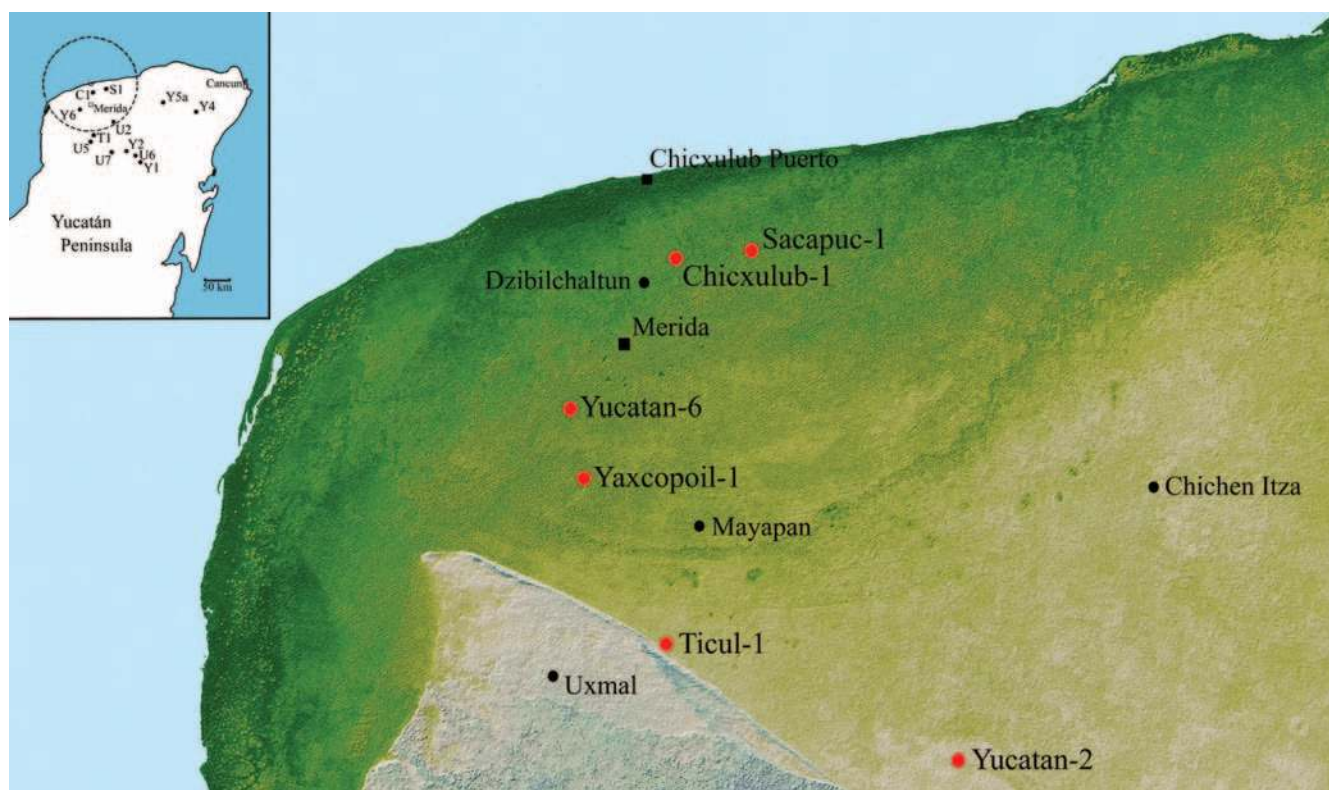 Cancun
C1
S1
Merida
Y6
Y5a
Y4
U2
T1
U5
U7
Y2
U6
Y1
Yucatán
Península
50 km
Chicxulub Puerto
Sacapuc-1
Chicxulub-1
Dzibilchaltun
Merida
Yucatan-6
Yaxcopoil-1
Chichen Itza
Mayapan
Ticul-1
Uxmal
Yucatan-2